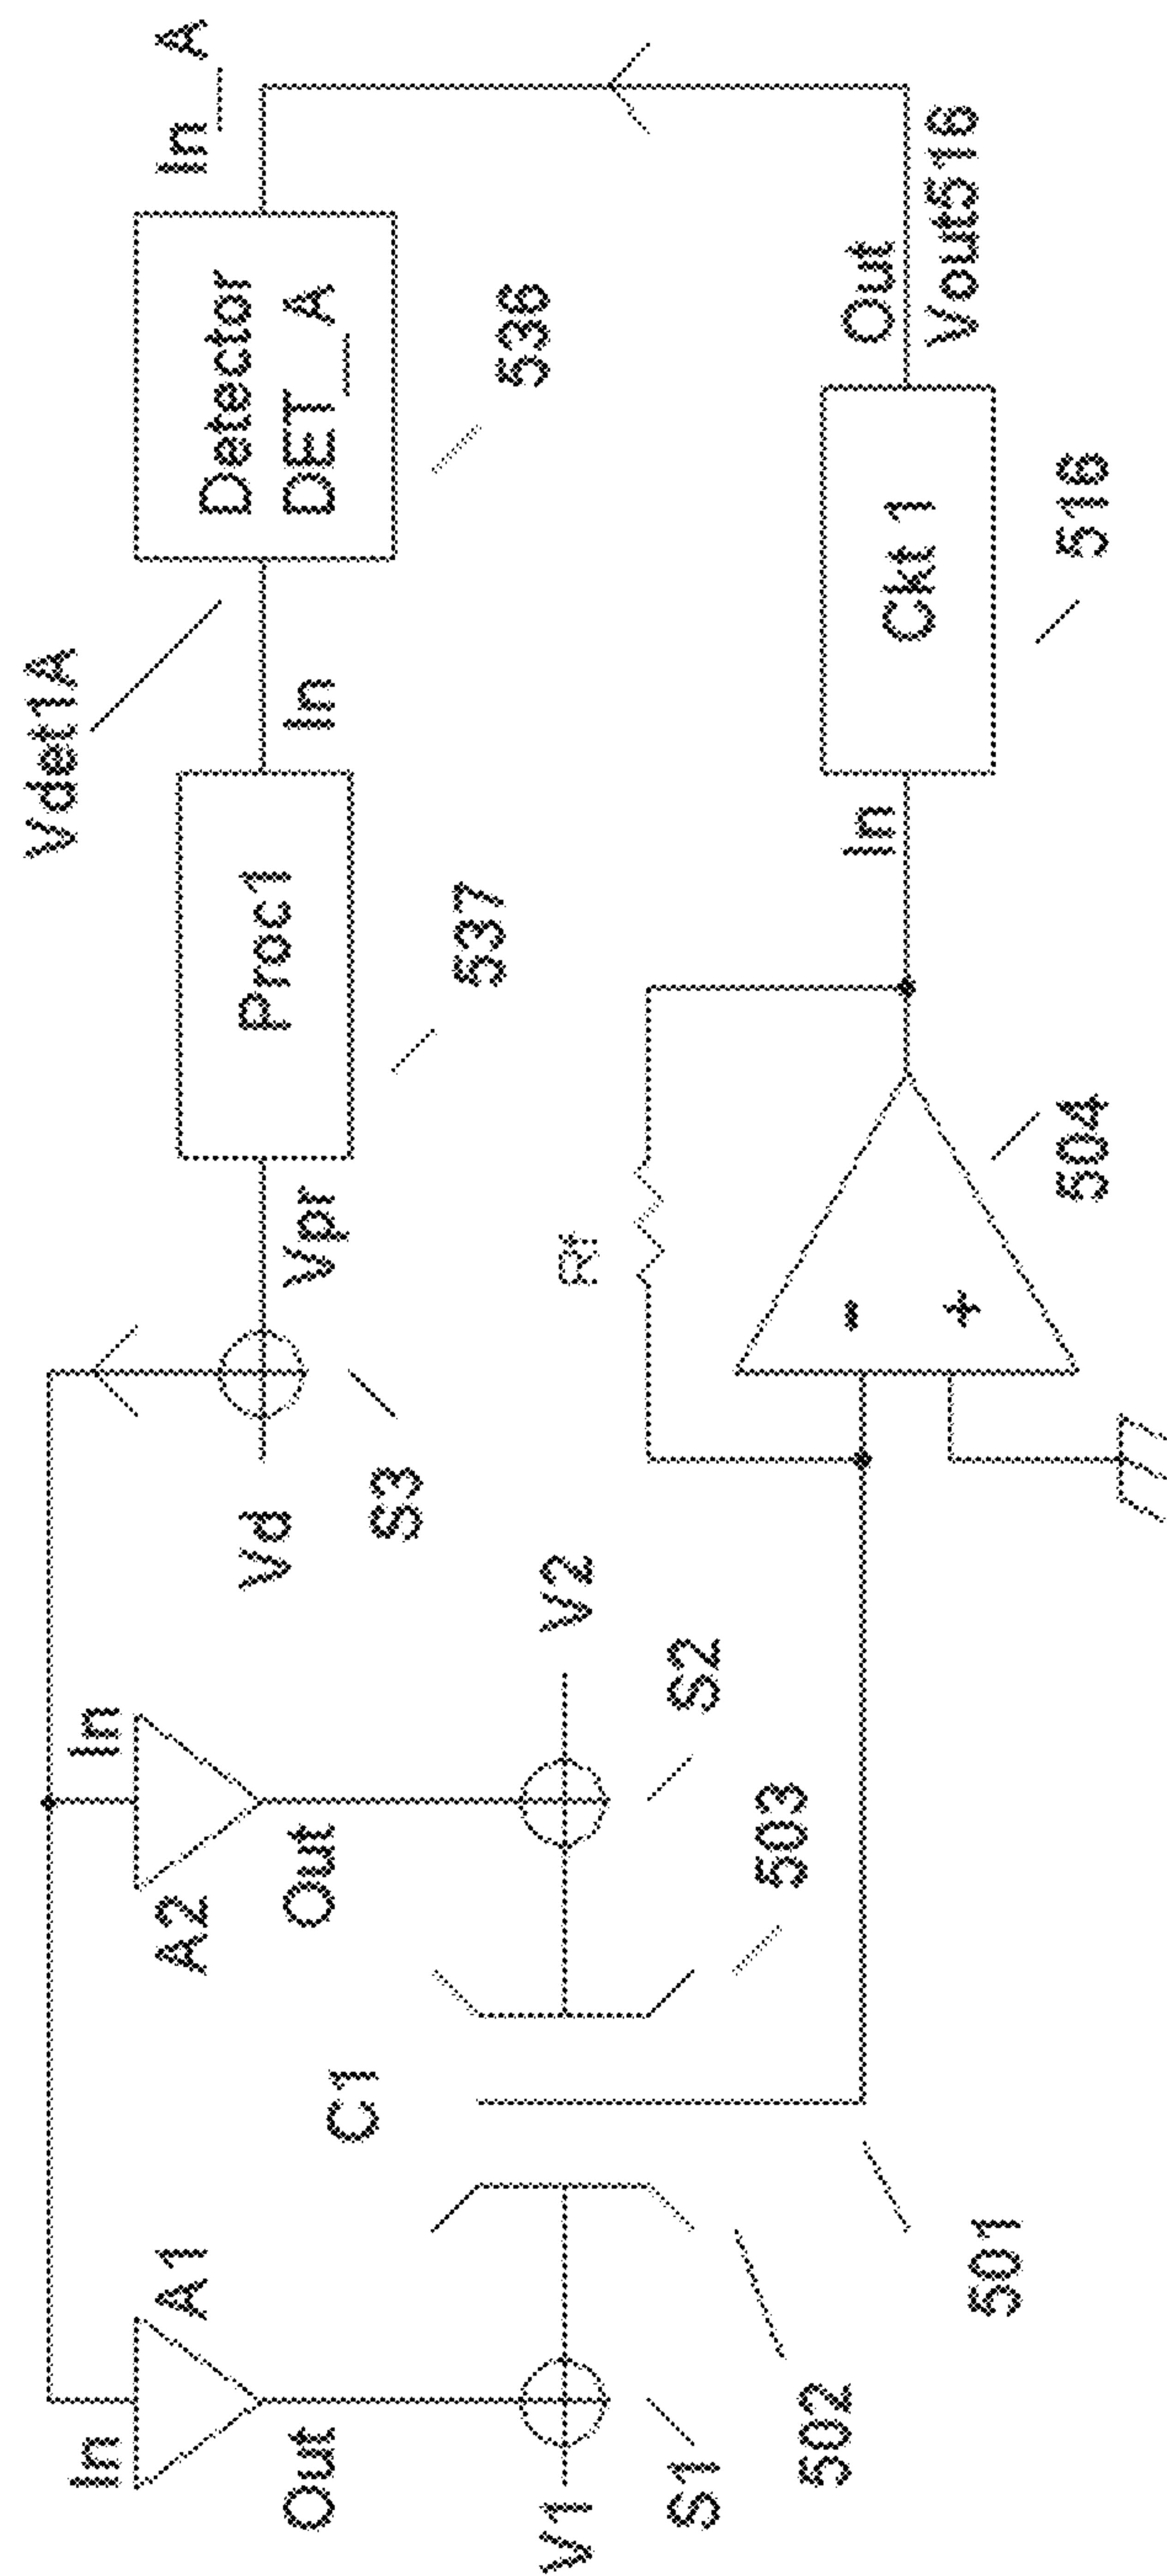 In
A1
Out
V1
S1
502
C1
501
A2
In
Out
V2
S2
503
Vd
S3
Vpr
Proc1
537
In
Vdet1A
Detector
DET_A
536
In_A
Rf
-
+
504
In
Ckt 1
516
Out
Vout516